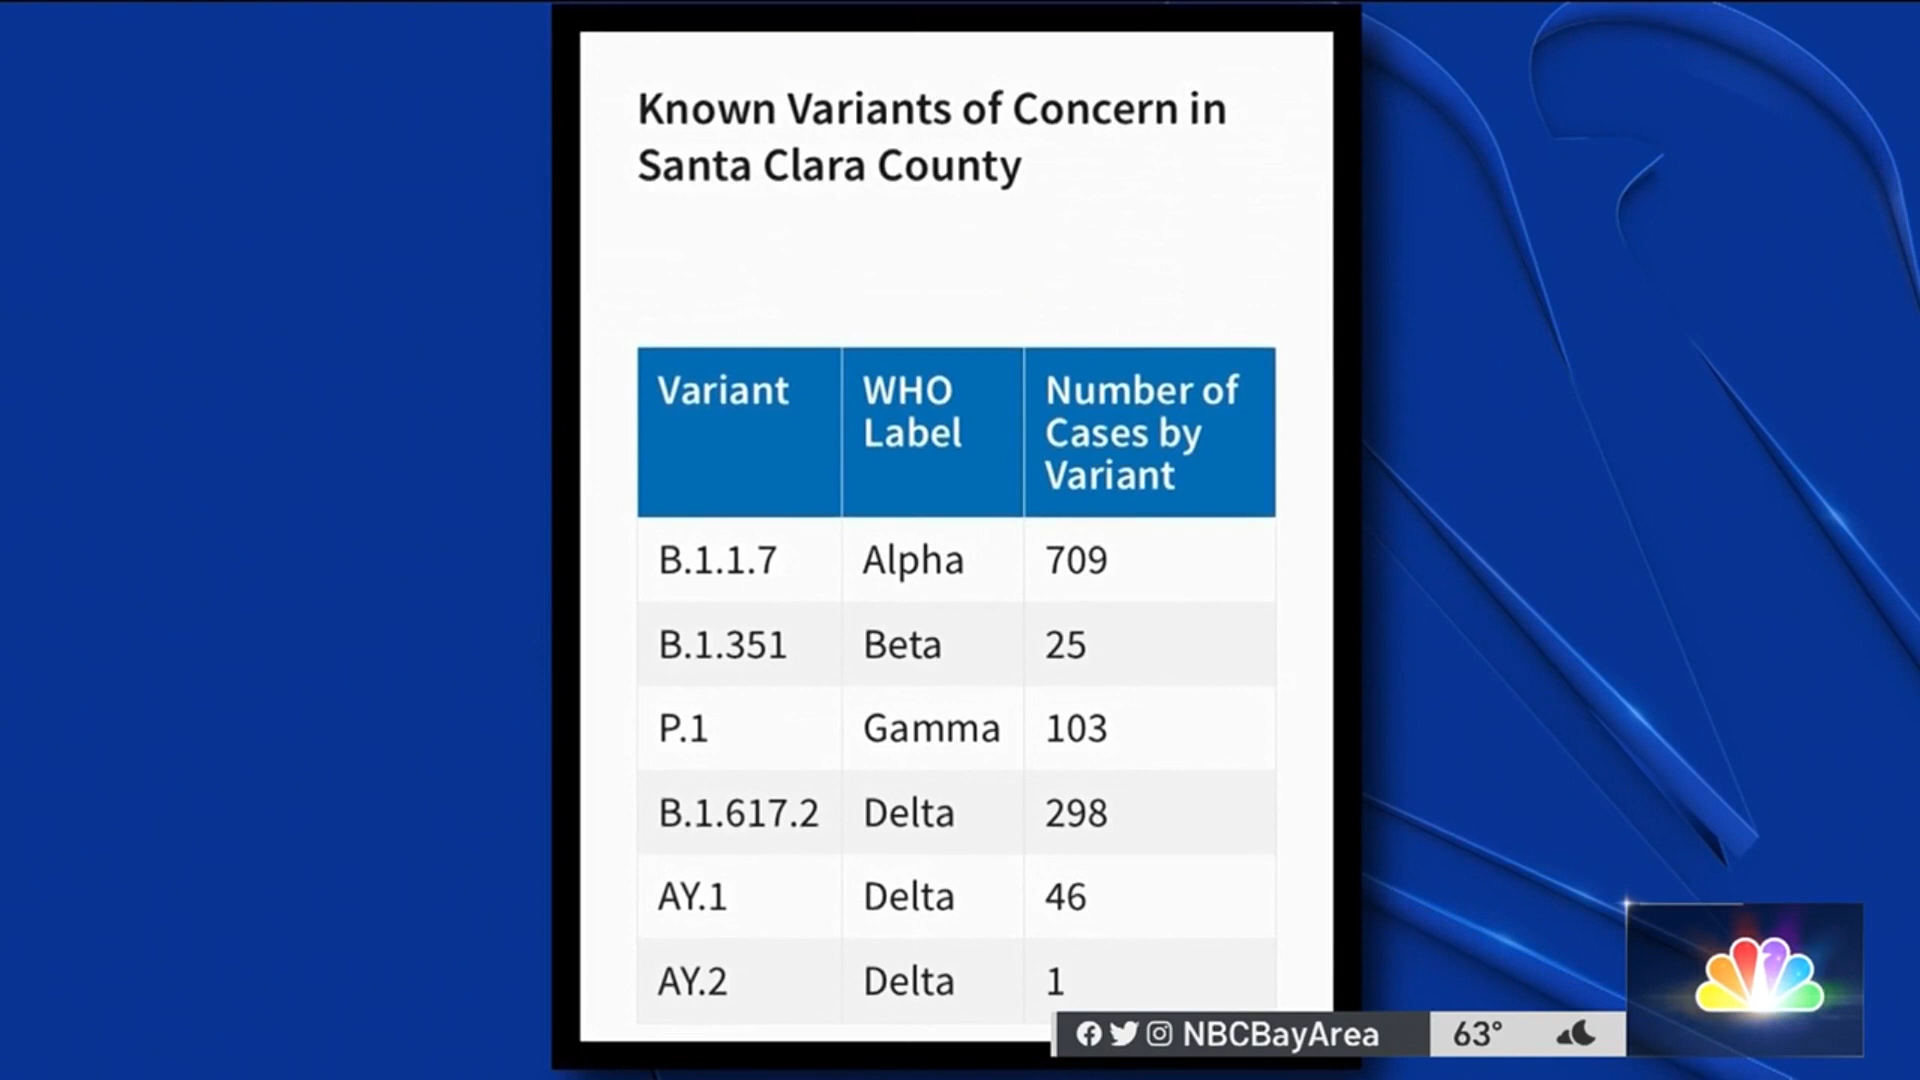 Known Variants of Concern in
Santa Clara County
Variant WHO Label Number of Cases by Variant
B.1.1.7 Alpha 709
B.1.351 Beta 25
P.1 Gamma 103
B.1.617.2 Delta 298
AY.1 Delta 46
AY.2 Delta 1
NBCBayArea 63°